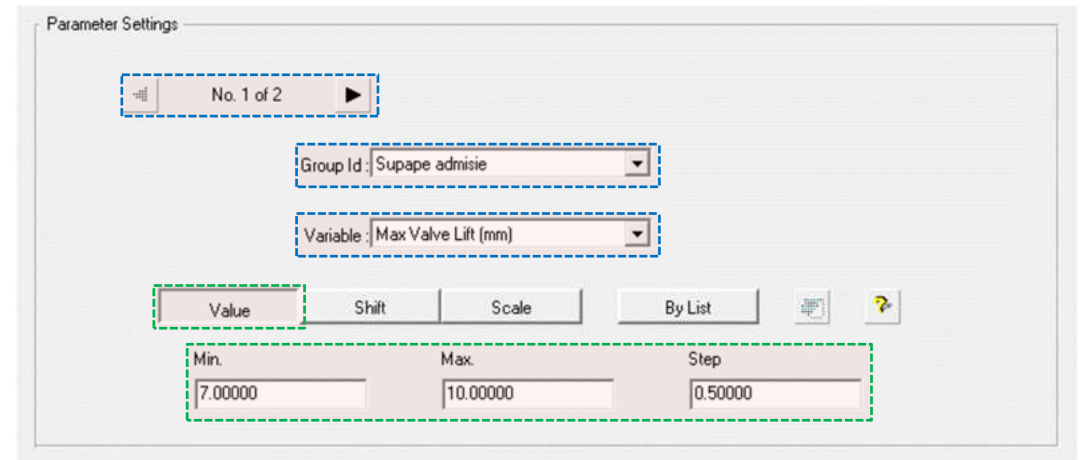 Parameter Settings
No. 1 of 2
Group Id : Supape admisie
Variable : Max Valve Lift (mm)
Value Shift Scale By List
Min. Max. Step
7.00000 10.00000 0.50000